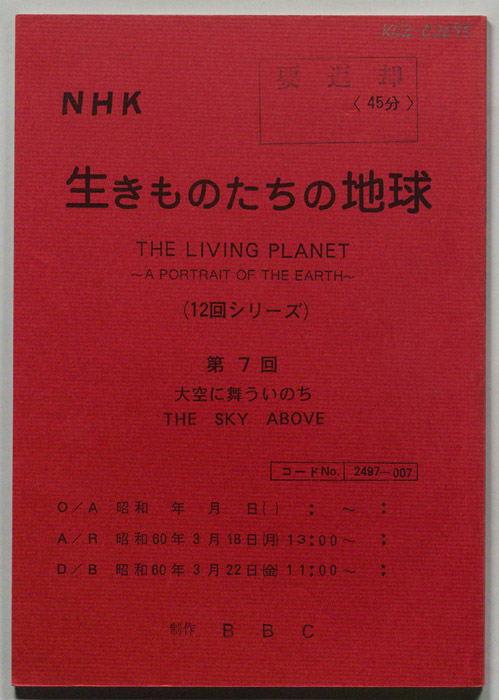 要返却
NHK
〈 45分 〉
生きものたちの地球
THE LIVING PLANET
〜A PORTRAIT OF THE EARTH〜
(12回シリーズ)
第 7 回
大空に舞ういのち
THE SKY ABOVE
コードNo. 2497—007
O/A 昭和 年 月 日( ) : 〜 :
A/R 昭和60年 3月18日(月) 13:00〜 :
D/B 昭和60年 3月22日(金) 11:00〜 :
制作 BBC